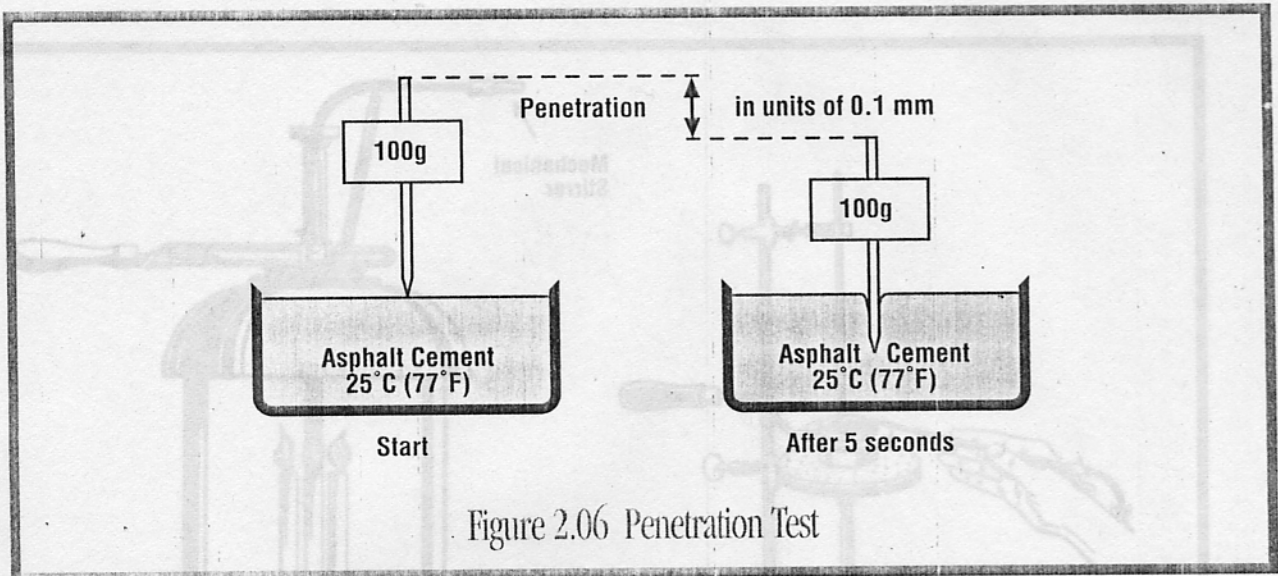 Penetration
in units of 0.1 mm
100g
100g
Mechanical
Stirrer
Asphalt Cement
25°C (77°F)
Asphalt Cement
25°C (77°F)
Start
After 5 seconds
Figure 2.06 Penetration Test